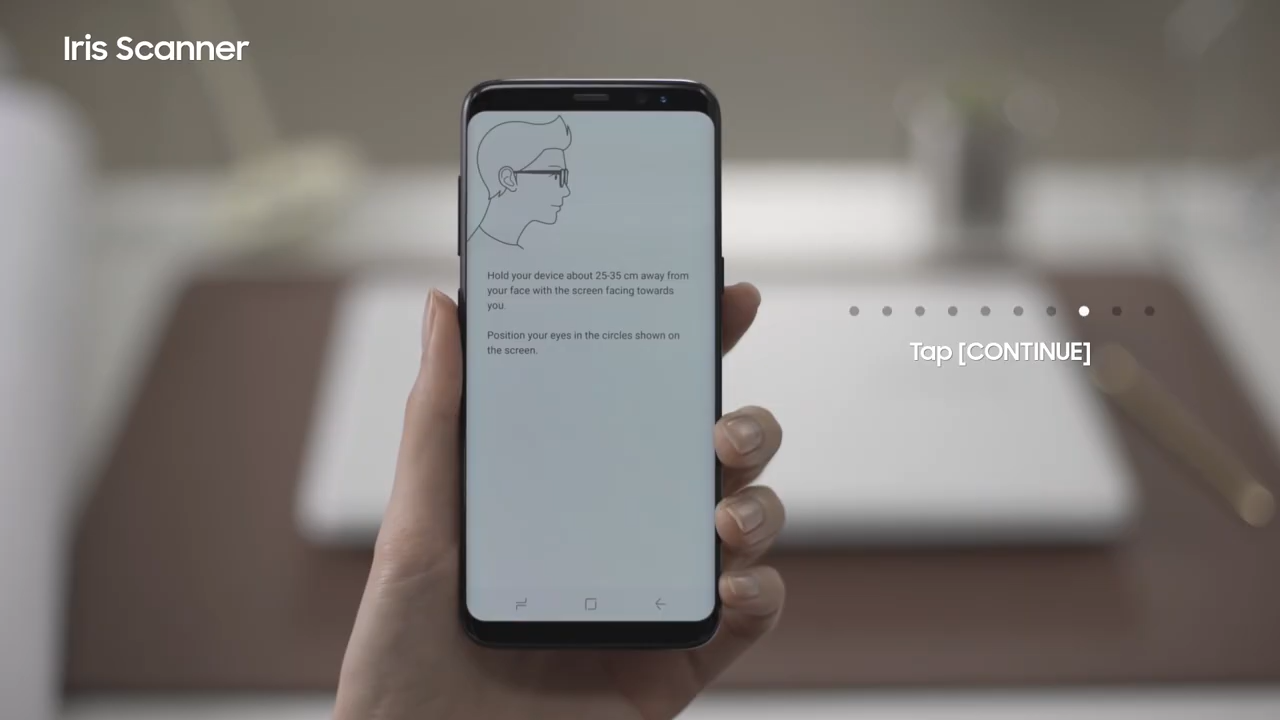 Iris Scanner
Hold your device about 25-35 cm away from
your face with the screen facing towards
you.
Position your eyes in the circles shown on
the screen.
Tap [CONTINUE]